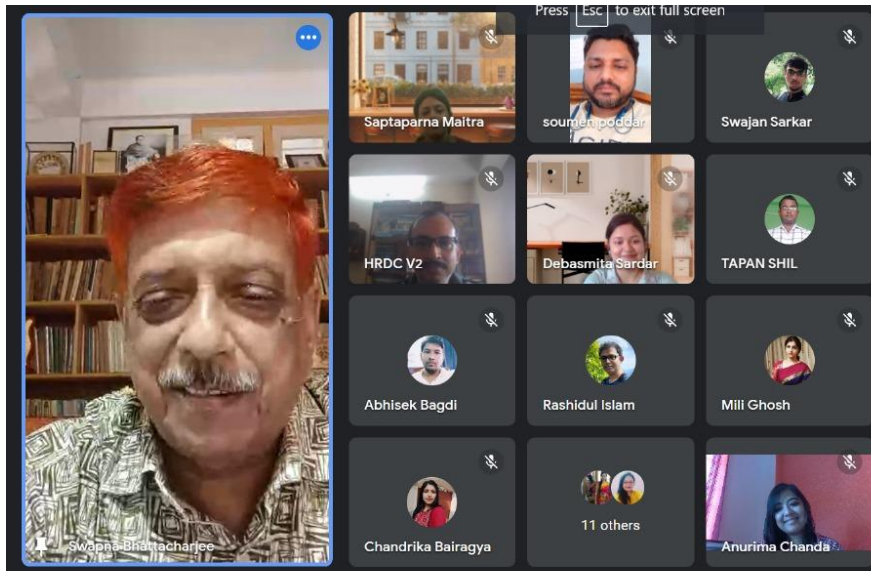 Press Esc to exit full screen
Saptaparna Maitra
soumen poddar
Swajan Sarkar
HRDC V2
Debasmita Sardar
TAPAN SHIL
Abhisek Bagdi
Rashidul Islam
Mili Ghosh
Swapna Bhattacharjee
Chandrika Bairagya
11 others
Anurima Chanda